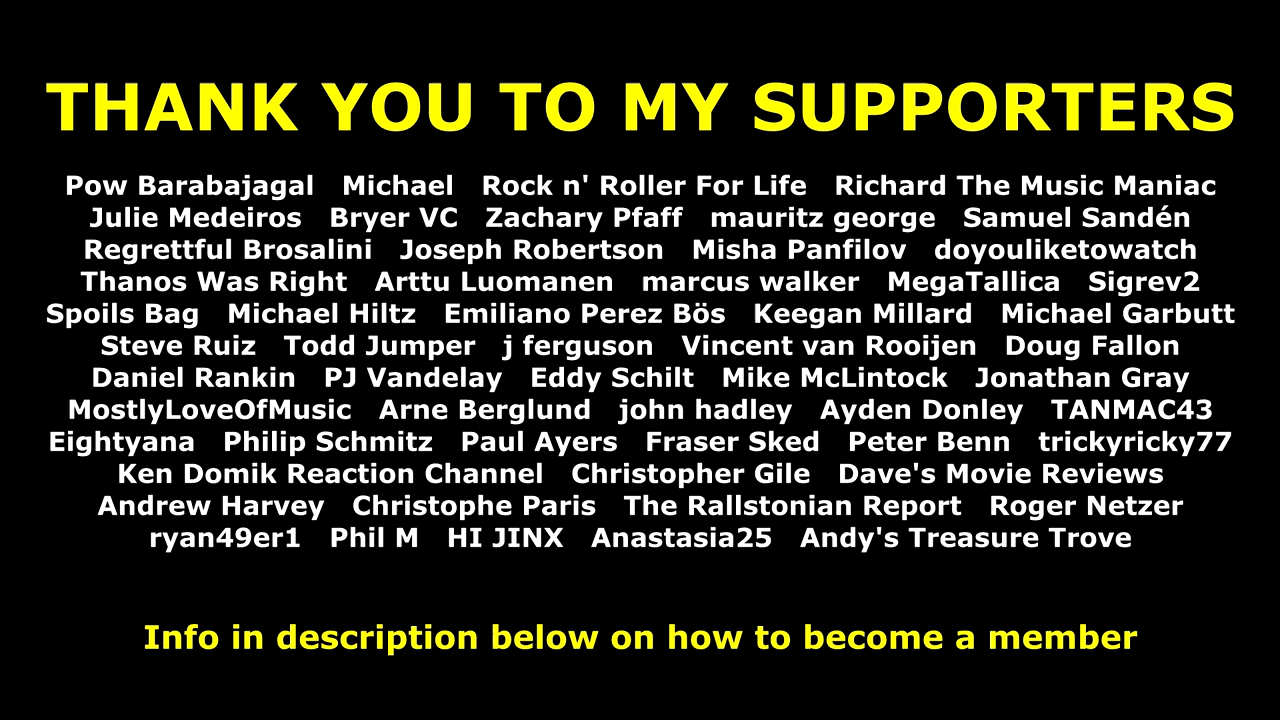 THANK YOU TO MY SUPPORTERS
Pow Barabajagal   Michael   Rock n' Roller For Life   Richard The Music Maniac
Julie Medeiros   Bryer VC   Zachary Pfaff   mauritz george   Samuel Sandén
Regrettful Brosalini   Joseph Robertson   Misha Panfilov   doyouliketowatch
Thanos Was Right   Arttu Luomanen   marcus walker   MegaTallica   Sigrev2
Spoils Bag   Michael Hiltz   Emiliano Perez Bös   Keegan Millard   Michael Garbutt
Steve Ruiz   Todd Jumper   j ferguson   Vincent van Rooijen   Doug Fallon
Daniel Rankin   PJ Vandelay   Eddy Schilt   Mike McLintock   Jonathan Gray
MostlyLoveOfMusic   Arne Berglund   john hadley   Ayden Donley   TANMAC43
Eightyana   Philip Schmitz   Paul Ayers   Fraser Sked   Peter Benn   trickyricky77
Ken Domik Reaction Channel   Christopher Gile   Dave's Movie Reviews
Andrew Harvey   Christophe Paris   The Rallstonian Report   Roger Netzer
ryan49er1   Phil M   HI JINX   Anastasia25   Andy's Treasure Trove
Info in description below on how to become a member